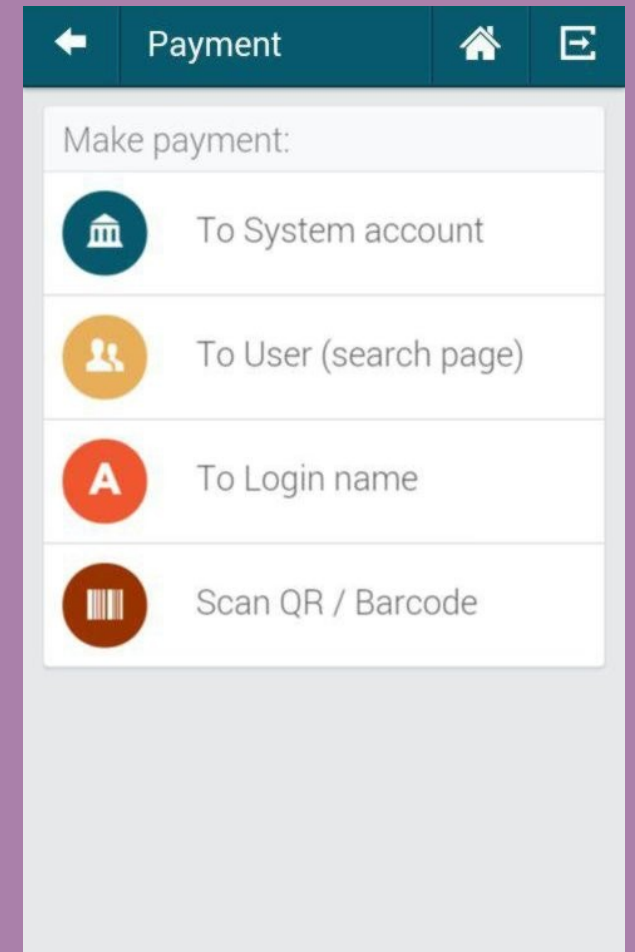 Payment
Make payment:
To System account
To User (search page)
A
To Login name
Scan QR / Barcode